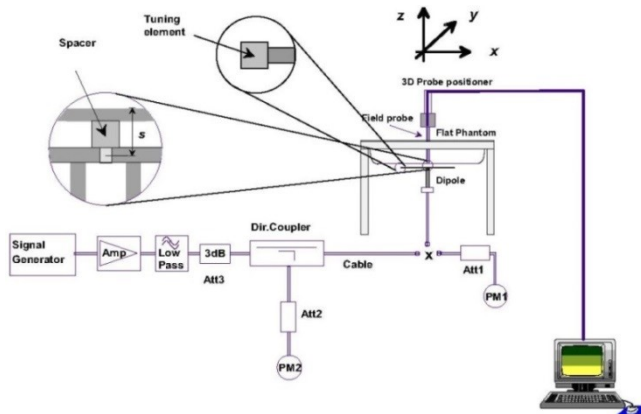 Tuning
element
Spacer
s
z
y
x
3D Probe positioner
Field probe
Flat Phantom
Dipole
Signal
Generator
Amp
Low
Pass
3dB
Att3
Dir.Coupler
Cable
x
Att1
PM1
Att2
PM2